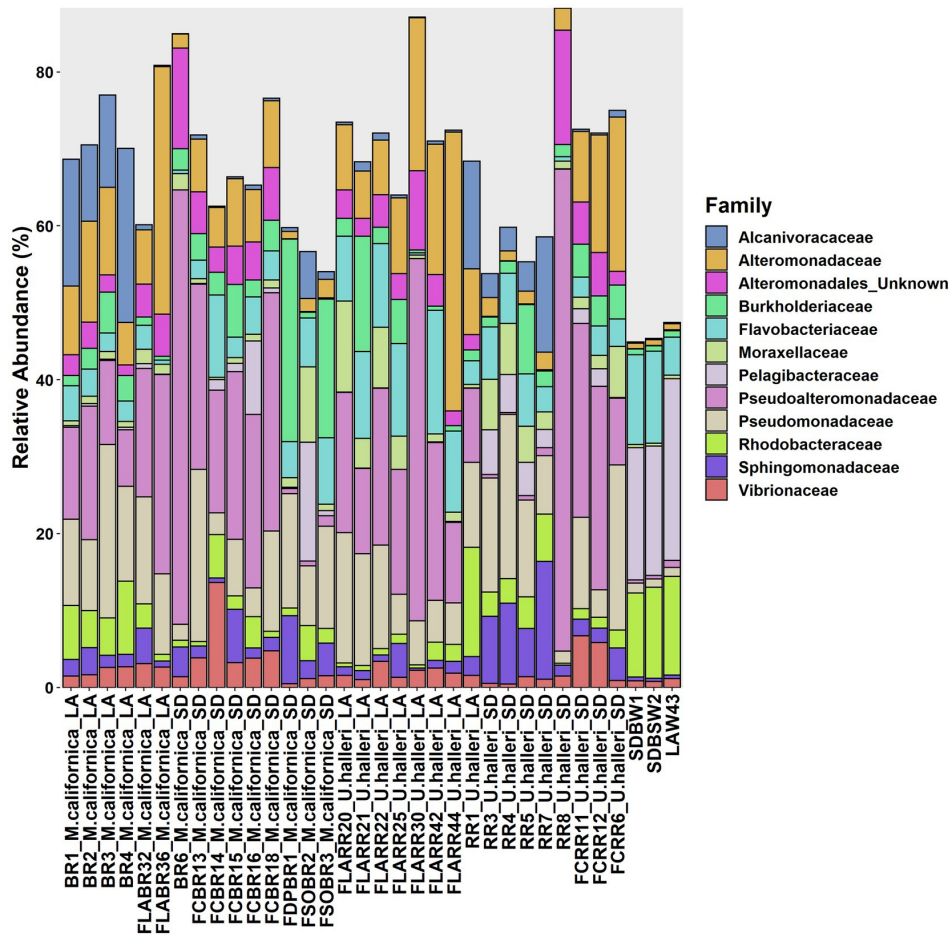 80
60
40
20
0
Relative Abundance (%)
Family
Alcanivoracaceae
Alteromonadaceae
Alteromonadales_Unknown
Burkholderiaceae
Flavobacteriaceae
Moraxellaceae
Pelagibacteraceae
Pseudoalteromonadaceae
Pseudomonadaceae
Rhodobacteraceae
Sphingomonadaceae
Vibrionaceae
BR1_M.californica_LA
BR2_M.californica_LA
BR3_M.californica_LA
BR4_M.californica_LA
FLABR32_M.californica_LA
FLABR36_M.californica_LA
BR6_M.californica_SD
FCBR13_M.californica_SD
FCBR14_M.californica_SD
FCBR15_M.californica_SD
FCBR16_M.californica_SD
FCBR18_M.californica_SD
FDPBR1_M.californica_SD
FSOBR2_M.californica_SD
FSOBR3_M.californica_SD
FLARR20_U.halleri_LA
FLARR21_U.halleri_LA
FLARR22_U.halleri_LA
FLARR25_U.halleri_LA
FLARR30_U.halleri_LA
FLARR42_U.halleri_LA
FLARR44_U.halleri_LA
RR1_U.halleri_LA
RR3_U.halleri_SD
RR4_U.halleri_SD
RR5_U.halleri_SD
RR7_U.halleri_SD
RR8_U.halleri_SD
FCRR11_U.halleri_SD
FCRR12_U.halleri_SD
FCRR6_U.halleri_SD
SDBW1
SDBSW2
LAW43